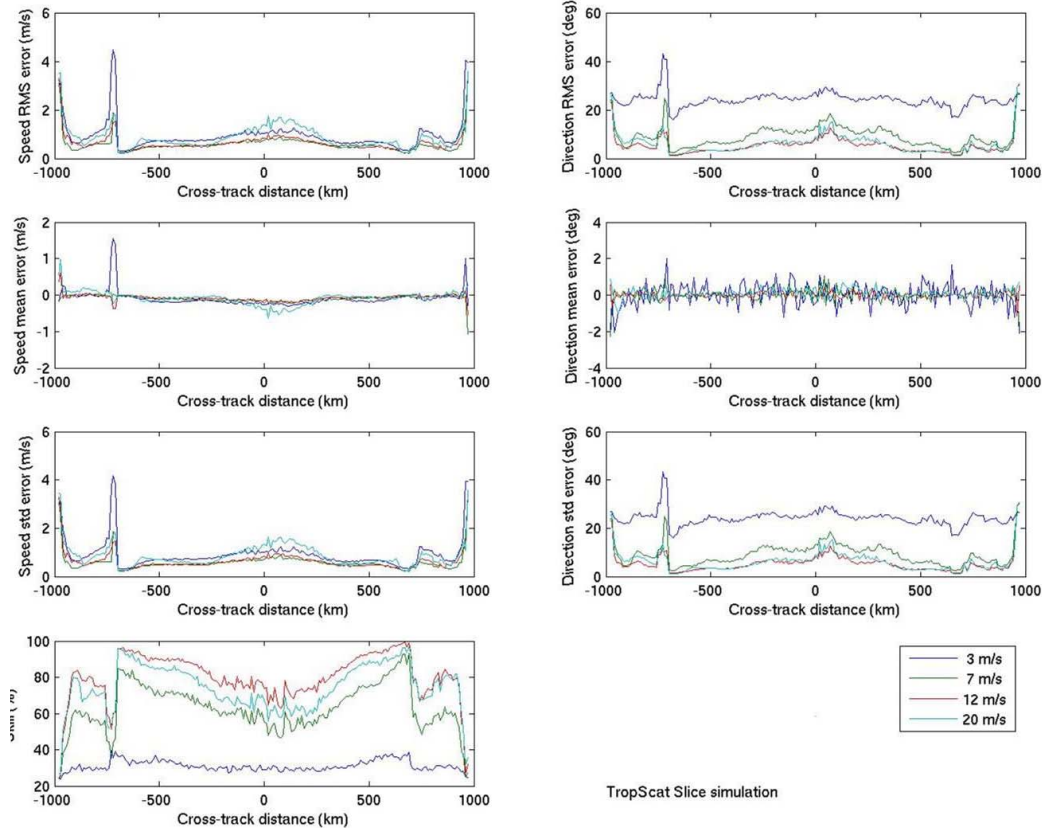 Speed RMS error (m/s)
6
4
2
0
-1000 -500 0 500 1000
Cross-track distance (km)
Direction RMS error (deg)
60
40
20
0
-1000 -500 0 500 1000
Cross-track distance (km)
Speed mean error (m/s)
2
1
0
-1
-2
-1000 -500 0 500 1000
Cross-track distance (km)
Direction mean error (deg)
4
2
0
-2
-4
-1000 -500 0 500 1000
Cross-track distance (km)
Speed std error (m/s)
6
4
2
0
-1000 -500 0 500 1000
Cross-track distance (km)
Direction std error (deg)
60
40
20
0
-1000 -500 0 500 1000
Cross-track distance (km)
100
80
60
40
20
-1000 -500 0 500 1000
Cross-track distance (km)
3 m/s
7 m/s
12 m/s
20 m/s
TropScat Slice simulation